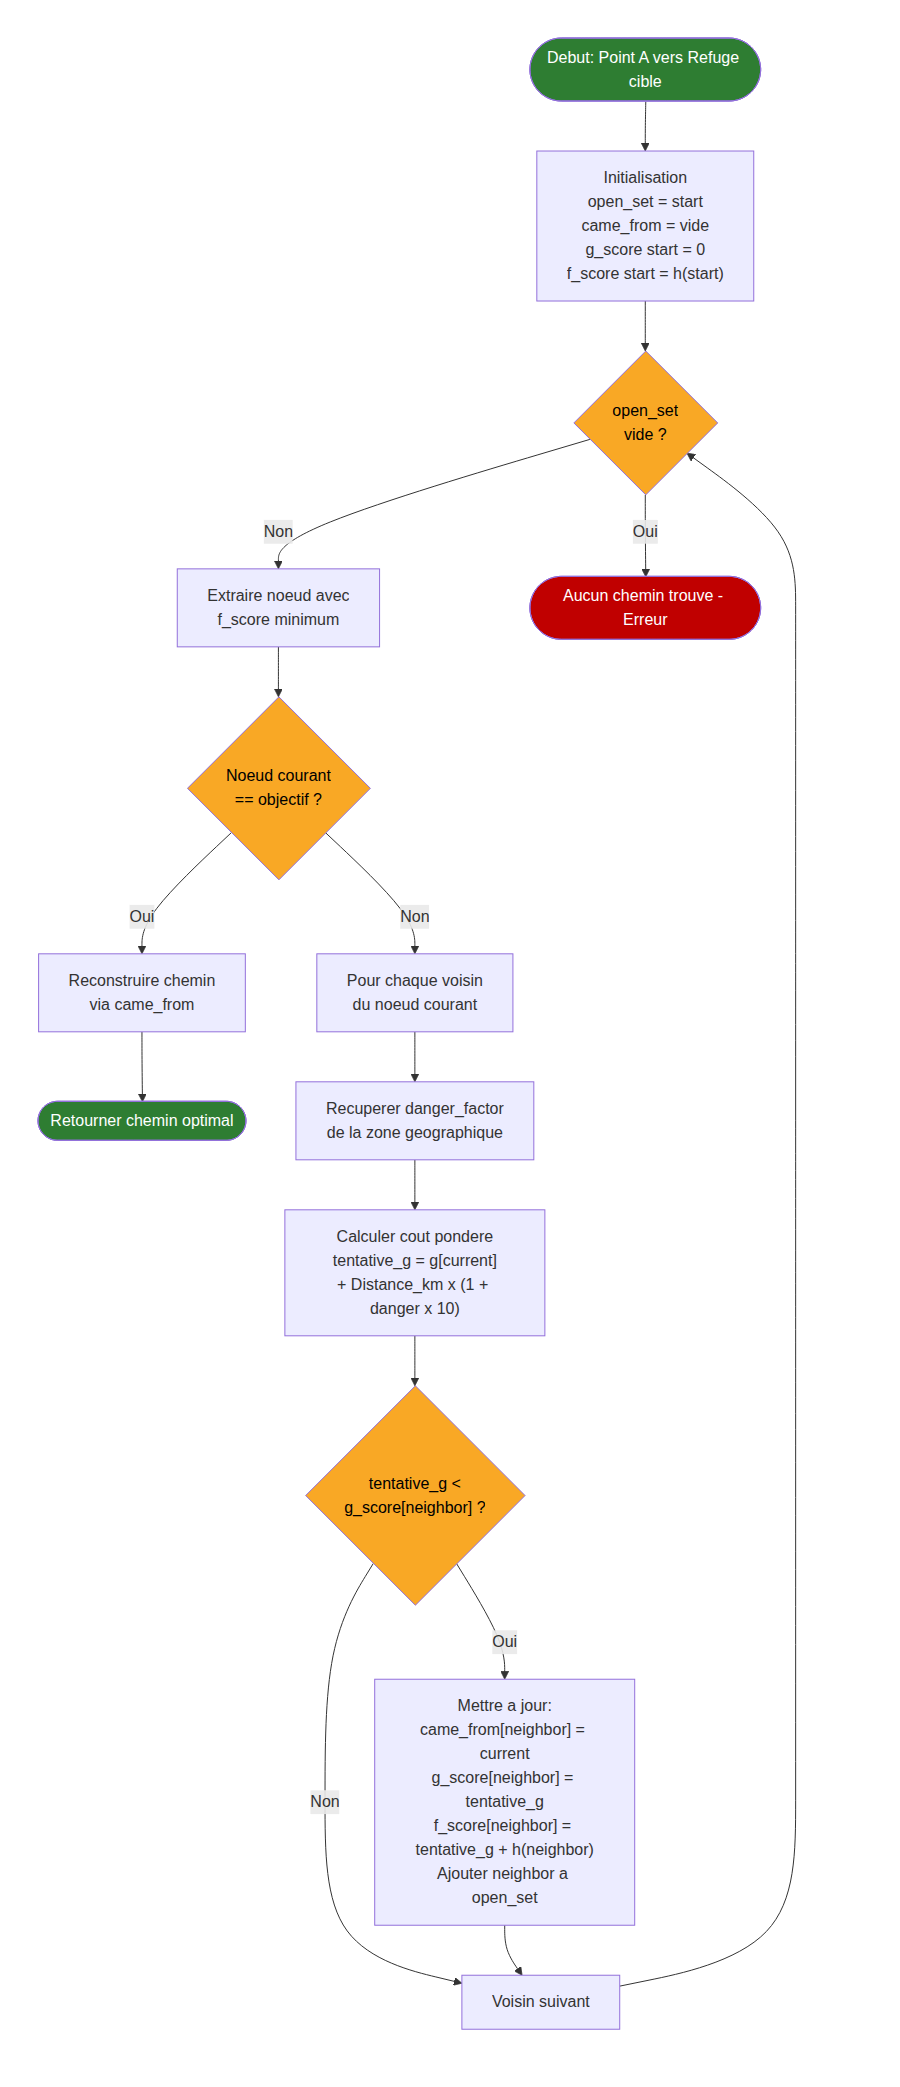 Debut: Point A vers Refuge
cible
Initialisation
open_set = start
came_from = vide
g_score start = 0
f_score start = h(start)
open_set
vide ?
Non
Oui
Extraire noeud avec
f_score minimum
Aucun chemin trouve -
Erreur
Noeud courant
== objectif ?
Oui
Non
Reconstruire chemin
via came_from
Pour chaque voisin
du noeud courant
Retourner chemin optimal
Recuperer danger_factor
de la zone geographique
Calculer cout pondere
tentative_g = g[current]
+ Distance_km x (1 +
danger x 10)
tentative_g <
g_score[neighbor] ?
Oui
Non
Mettre a jour:
came_from[neighbor] =
current
g_score[neighbor] =
tentative_g
f_score[neighbor] =
tentative_g + h(neighbor)
Ajouter neighbor a
open_set
Voisin suivant